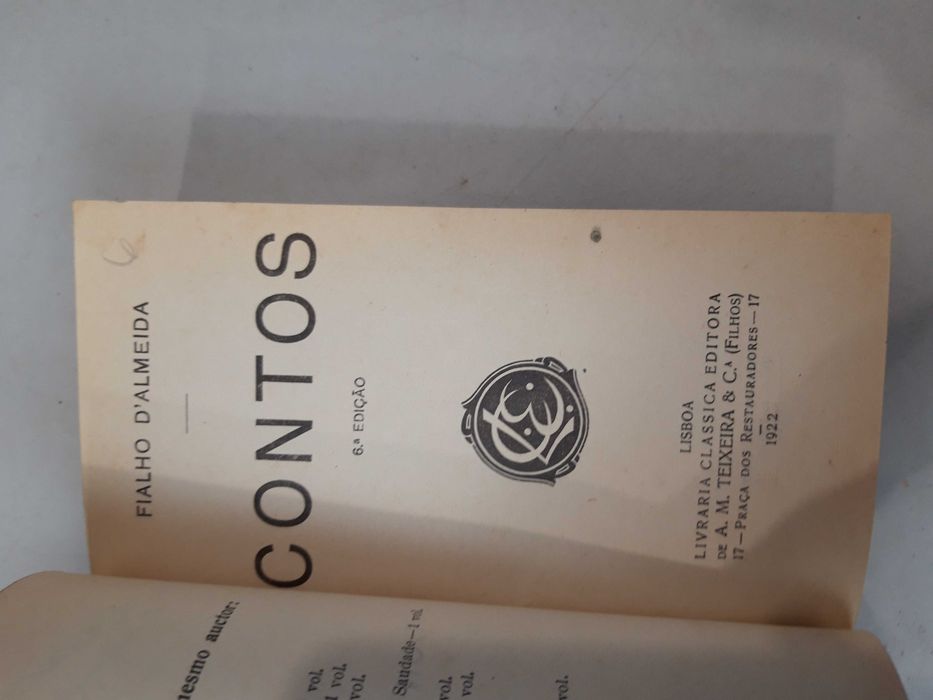 FIALHO D'ALMEIDA
CONTOS
6.ª EDIÇÃO
LISBOA
LIVRARIA CLASSICA EDITORA
DE A. M. TEIXEIRA & C.ª (FILHOS)
17—PRAÇA DOS RESTAURADORES—17
1922
mesmo auctor:
vol.
vol.
vol.
Saudade—1 vol
vol.
vol.
vol.